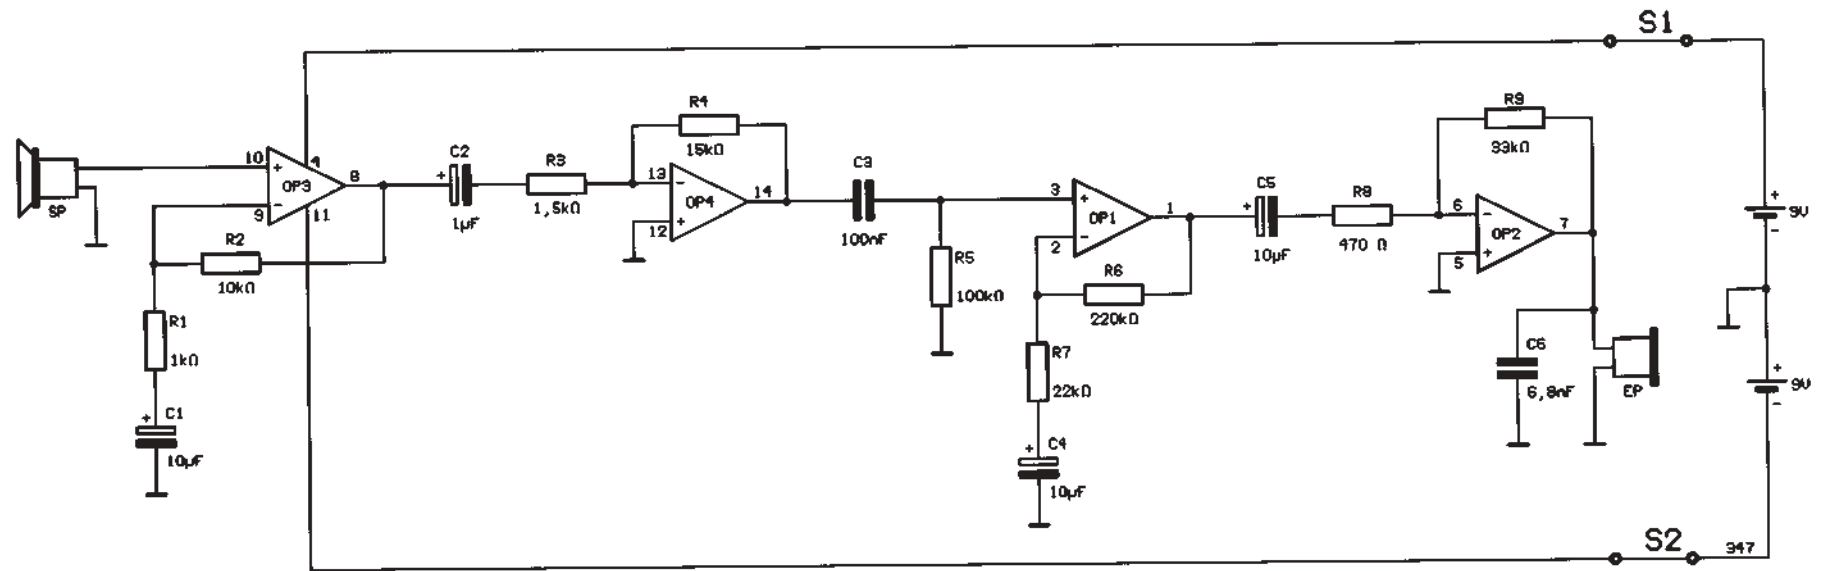 S1
R4
15kΩ
R9
33kΩ
C2
1µF
R3
1,5kΩ
10
+
4
8
OP3
9
-
11
SP
R2
10kΩ
R1
1kΩ
+
C1
10µF
+
13
-
OP4
14
12
+
C3
100nF
R5
100kΩ
3
+
OP1
1
2
-
R6
220kΩ
R7
22kΩ
+
C4
10µF
+
C5
10µF
R8
470 Ω
6
-
OP2
7
5
+
C6
6,8nF
EP
+
9V
-
+
9V
-
S2
947